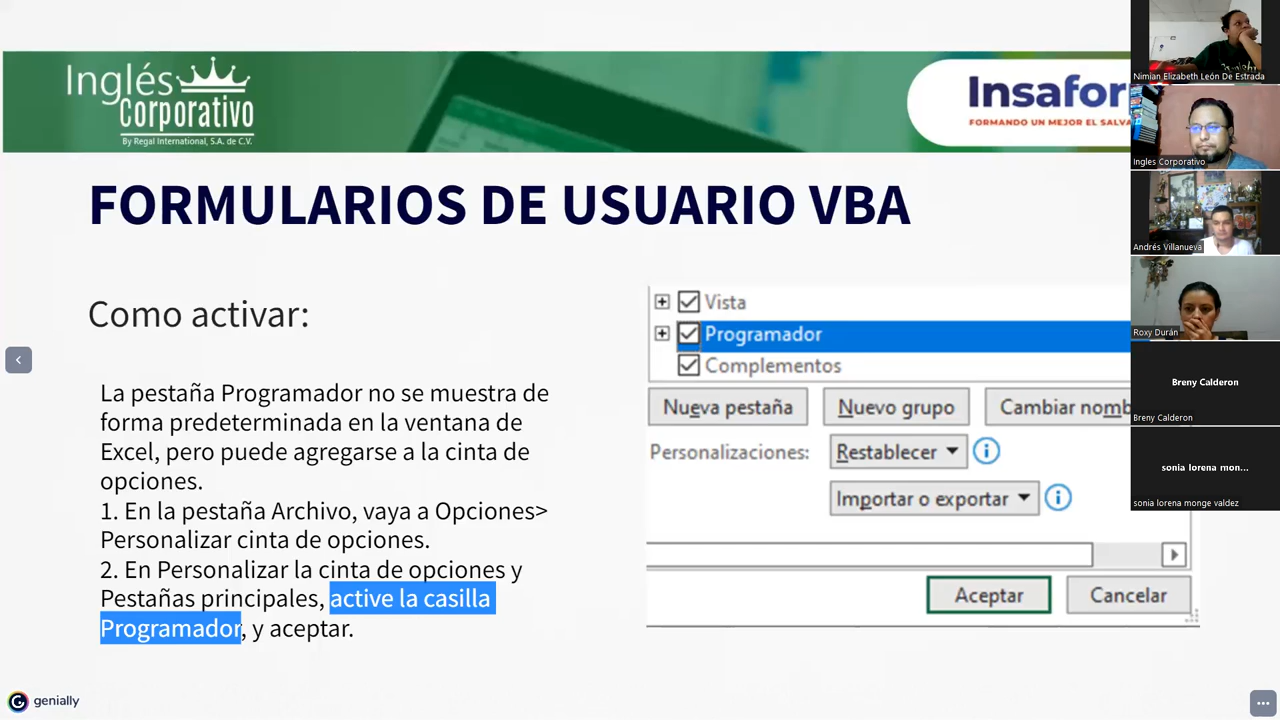 Inglés
Corporativo
By Regal International, S.A. de C.V.
Insafor
FORMANDO UN MEJOR EL SALVA
FORMULARIOS DE USUARIO VBA
Como activar:
La pestaña Programador no se muestra de
forma predeterminada en la ventana de
Excel, pero puede agregarse a la cinta de
opciones.
1. En la pestaña Archivo, vaya a Opciones>
Personalizar cinta de opciones.
2. En Personalizar la cinta de opciones y
Pestañas principales, active la casilla
Programador, y aceptar.
Vista
Programador
Complementos
Nueva pestaña
Nuevo grupo
Cambiar nomb
Personalizaciones:
Restablecer
Importar o exportar
Aceptar
Cancelar
Nimian Elizabeth León De Estrada
Ingles Corporativo
Andrés Villanueva
Roxy Durán
Breny Calderon
Breny Calderon
sonia lorena mon...
sonia lorena monge valdez
genially